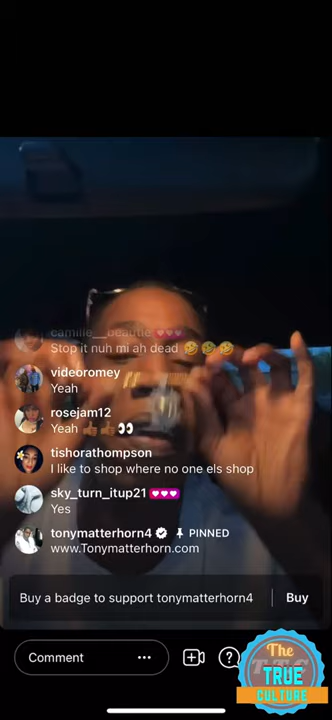 camille__beautie
Stop it nuh mi ah dead 🤣🤣🤣
videoromey
Yeah
rosejam12
Yeah 👍🏾👍🏾👀
tishorathompson
I like to shop where no one els shop
sky_turn_itup21
Yes
tonymatterhorn4 PINNED
www.Tonymatterhorn.com
Buy a badge to support tonymatterhorn4 Buy
Comment
The
T.T.C
TRUE
CULTURE